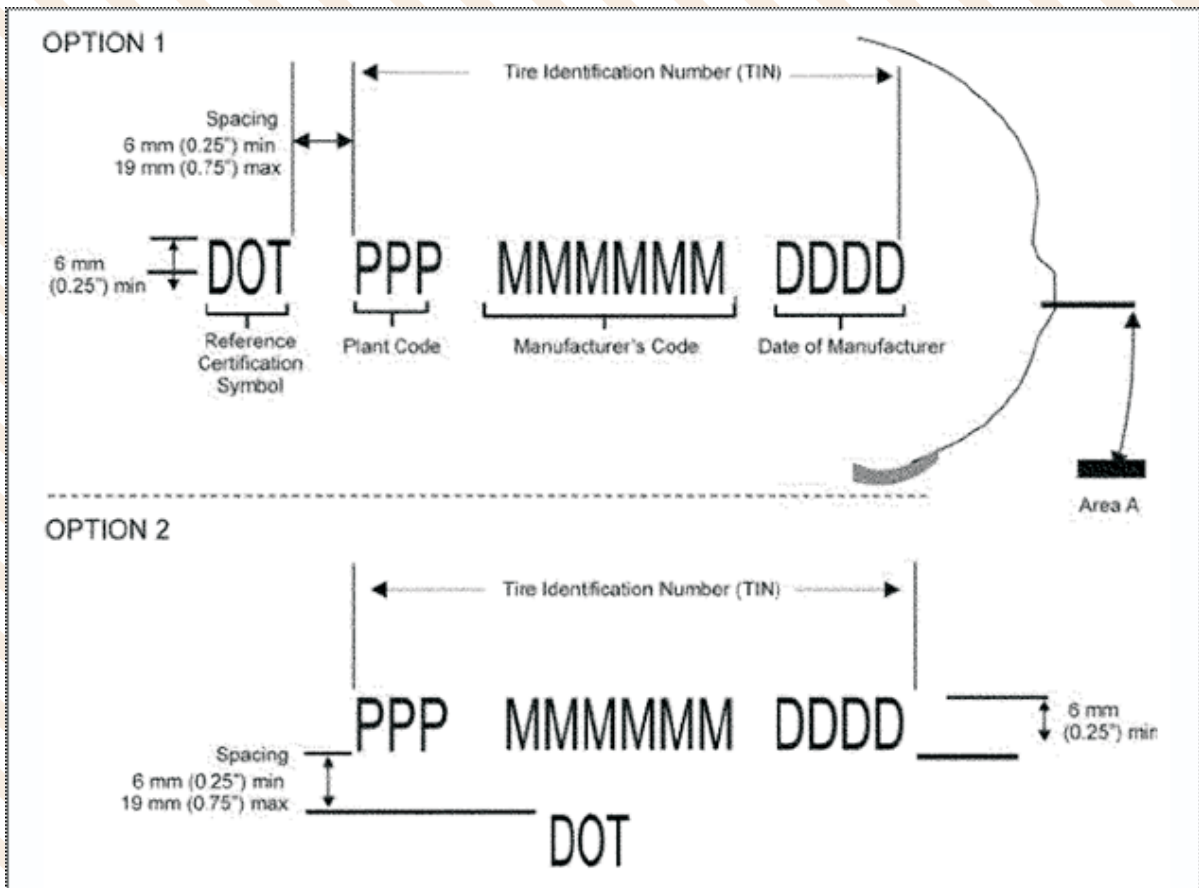 OPTION 1
Tire Identification Number (TIN)
Spacing
6 mm (0.25") min
19 mm (0.75") max
6 mm
(0.25") min
DOT PPP MMMMMM DDDD
Reference
Certification
Symbol
Plant Code
Manufacturer's Code
Date of Manufacturer
Area A
OPTION 2
Tire Identification Number (TIN)
PPP MMMMMM DDDD
6 mm
(0.25") min
Spacing
6 mm (0.25") min
19 mm (0.75") max
DOT